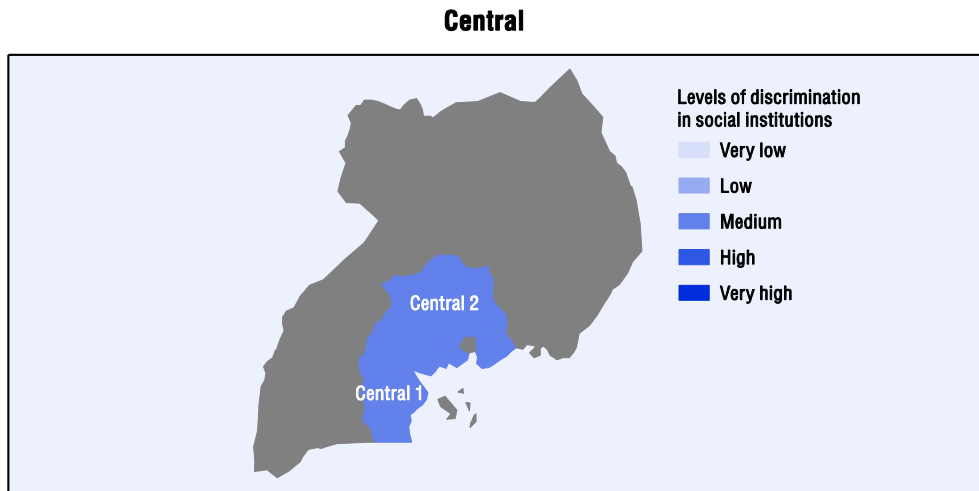 Central
Levels of discrimination
in social institutions
Very low
Low
Medium
High
Very high
Central 2
Central 1